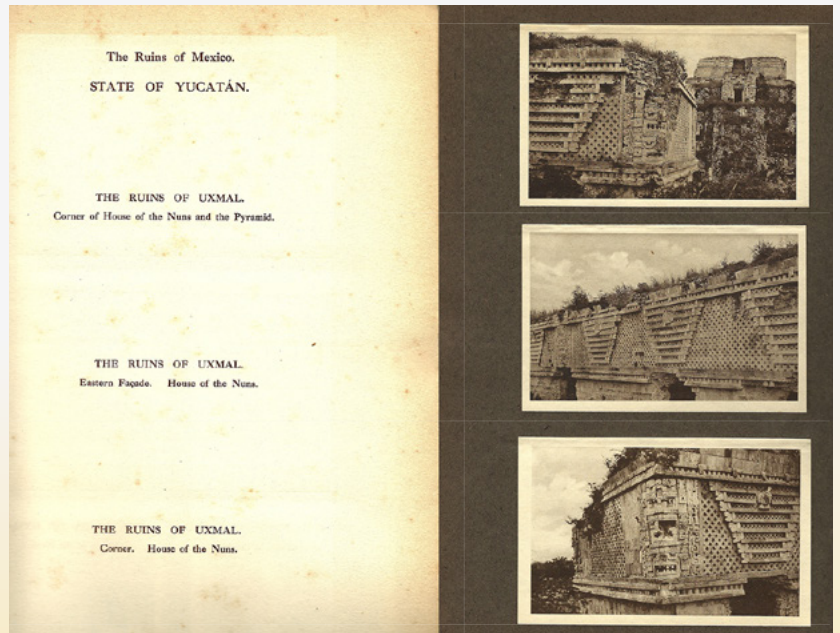 The Ruins of Mexico.
STATE OF YUCATÁN.
THE RUINS OF UXMAL.
Corner of House of the Nuns and the Pyramid.
THE RUINS OF UXMAL.
Eastern Façade. House of the Nuns.
THE RUINS OF UXMAL.
Corner. House of the Nuns.